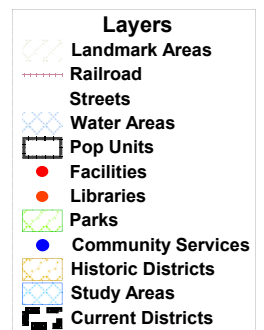 Layers
Landmark Areas
Railroad
Streets
Water Areas
Pop Units
Facilities
Libraries
Parks
Community Services
Historic Districts
Study Areas
Current Districts